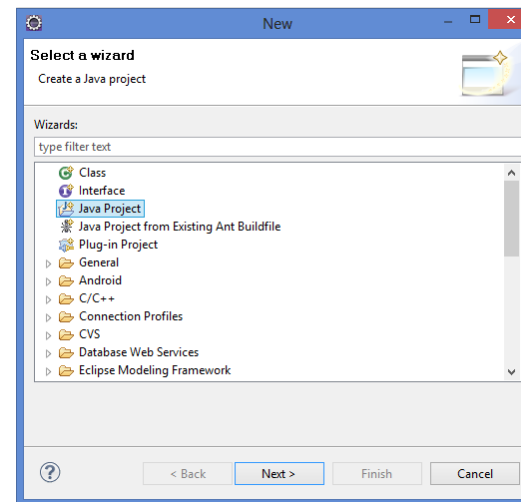 New
Select a wizard
Create a Java project
Wizards:
type filter text
Class
Interface
Java Project
Java Project from Existing Ant Buildfile
Plug-in Project
General
Android
C/C++
Connection Profiles
CVS
Database Web Services
Eclipse Modeling Framework
? < Back Next > Finish Cancel